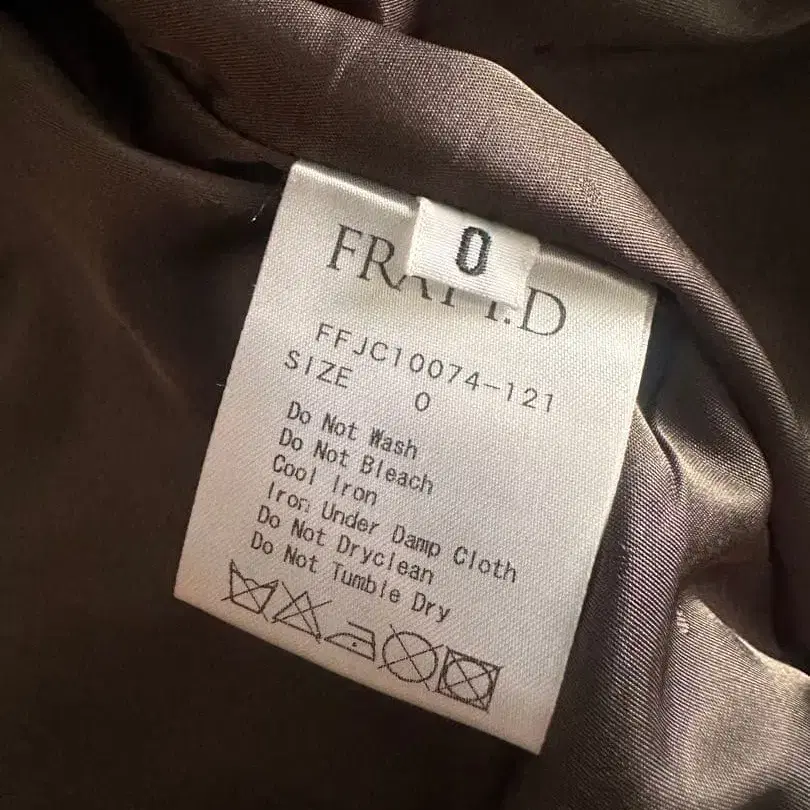 0
FFJC10074-121
SIZE 0
Do Not Wash
Do Not Bleach
Cool Iron
Iron Under Damp Cloth
Do Not Dryclean
Do Not Tumble Dry